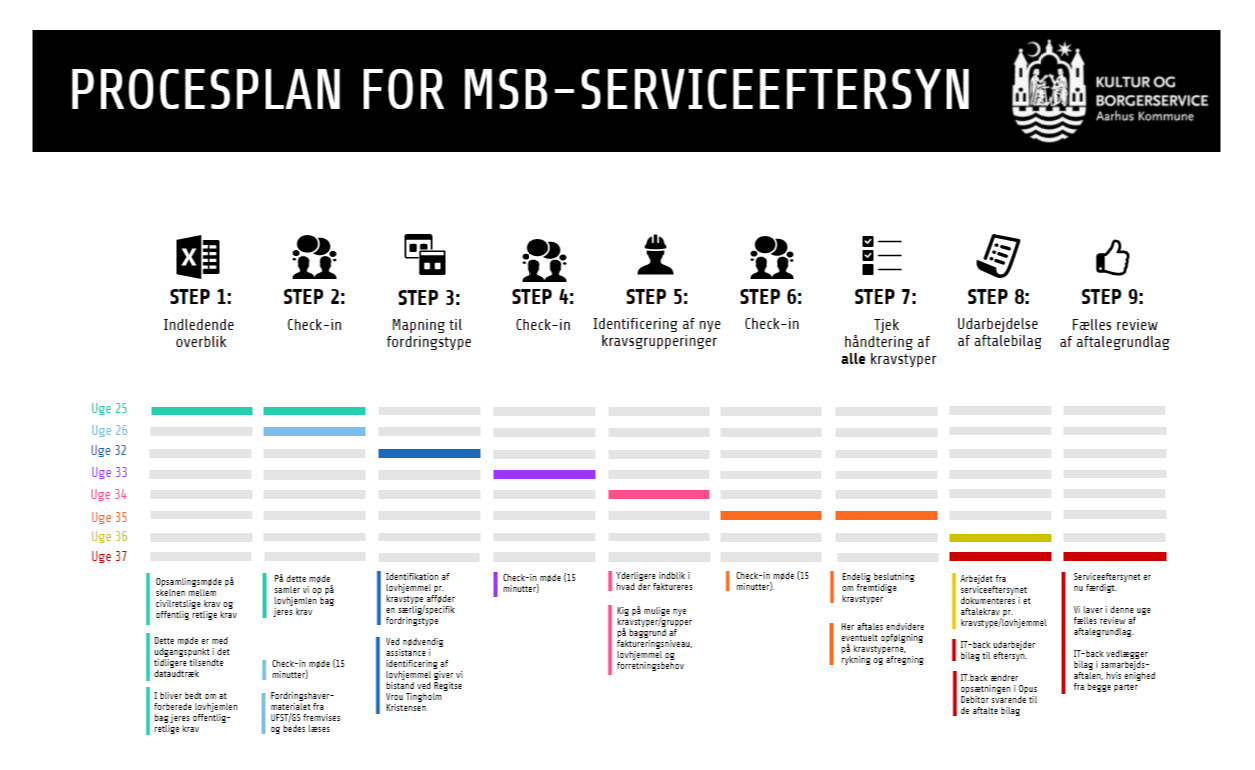 PROCESPLAN FOR MSB-SERVICEEFTERSYN
KULTUR OG
BORGERSERVICE
Aarhus Kommune
STEP 1:
Indledende
overblik
STEP 2:
Check-in
STEP 3:
Mapning til
fordringstype
STEP 4:
Check-in
STEP 5:
Identificering af nye
kravsgrupperinger
STEP 6:
Check-in
STEP 7:
Tjek
håndtering af
alle kravstyper
STEP 8:
Udarbejdelse
af aftalebilag
STEP 9:
Fælles review
af aftalegrundlag
Uge 25
Uge 26
Uge 32
Uge 33
Uge 34
Uge 35
Uge 36
Uge 37
Opsamlingsmøde på
skelnen mellem
civilretslige krav og
offentlig retlige krav
Dette møde er med
udgangspunkt i det
tidligere tilsendte
dataudtræk
I bliver bedt om at
forberede lovhjemlen
bag jeres offentlig-
retlige krav
På dette møde
samler vi op på
lovhjemlen bag
jeres krav
Check-in møde (15
minutter)
Fordringshaver-
materialet fra
UFST/GS fremvises
og bedes læses
Identifikation af
lovhjemmel pr.
kravstype afføder
en særlig/specifik
fordringstype
Ved nødvendig
assistance i
identificering af
lovhjemmel giver vi
bistand ved Regitse
Vrou Tingholm
Kristensen
Check-in møde (15
minutter)
Yderligere indblik i
hvad der faktureres
Kig på mulige nye
kravstyper/grupper
på baggrund af
faktureringsniveau,
lovhjemmel og
forretningsbehov
Check-in møde (15
minutter).
Endelig beslutning
om fremtidige
kravstyper
Her aftales endvidere
eventuelt opfølgning
på kravstyperne,
rykning og afregning
Arbejdet fra
serviceeftersynet
dokumenteres i et
aftalekrav pr.
kravstype/lovhjemmel
IT-back udarbejder
bilag til eftersyn.
IT.back ændrer
opsætningen i Opus
Debitor svarende til
de aftalte bilag
Serviceeftersynet er
nu færdigt.
Vi laver i denne uge
fælles review af
aftalegrundlag.
IT-back vedlægger
bilag i samarbejds-
aftalen, hvis enighed
fra begge parter